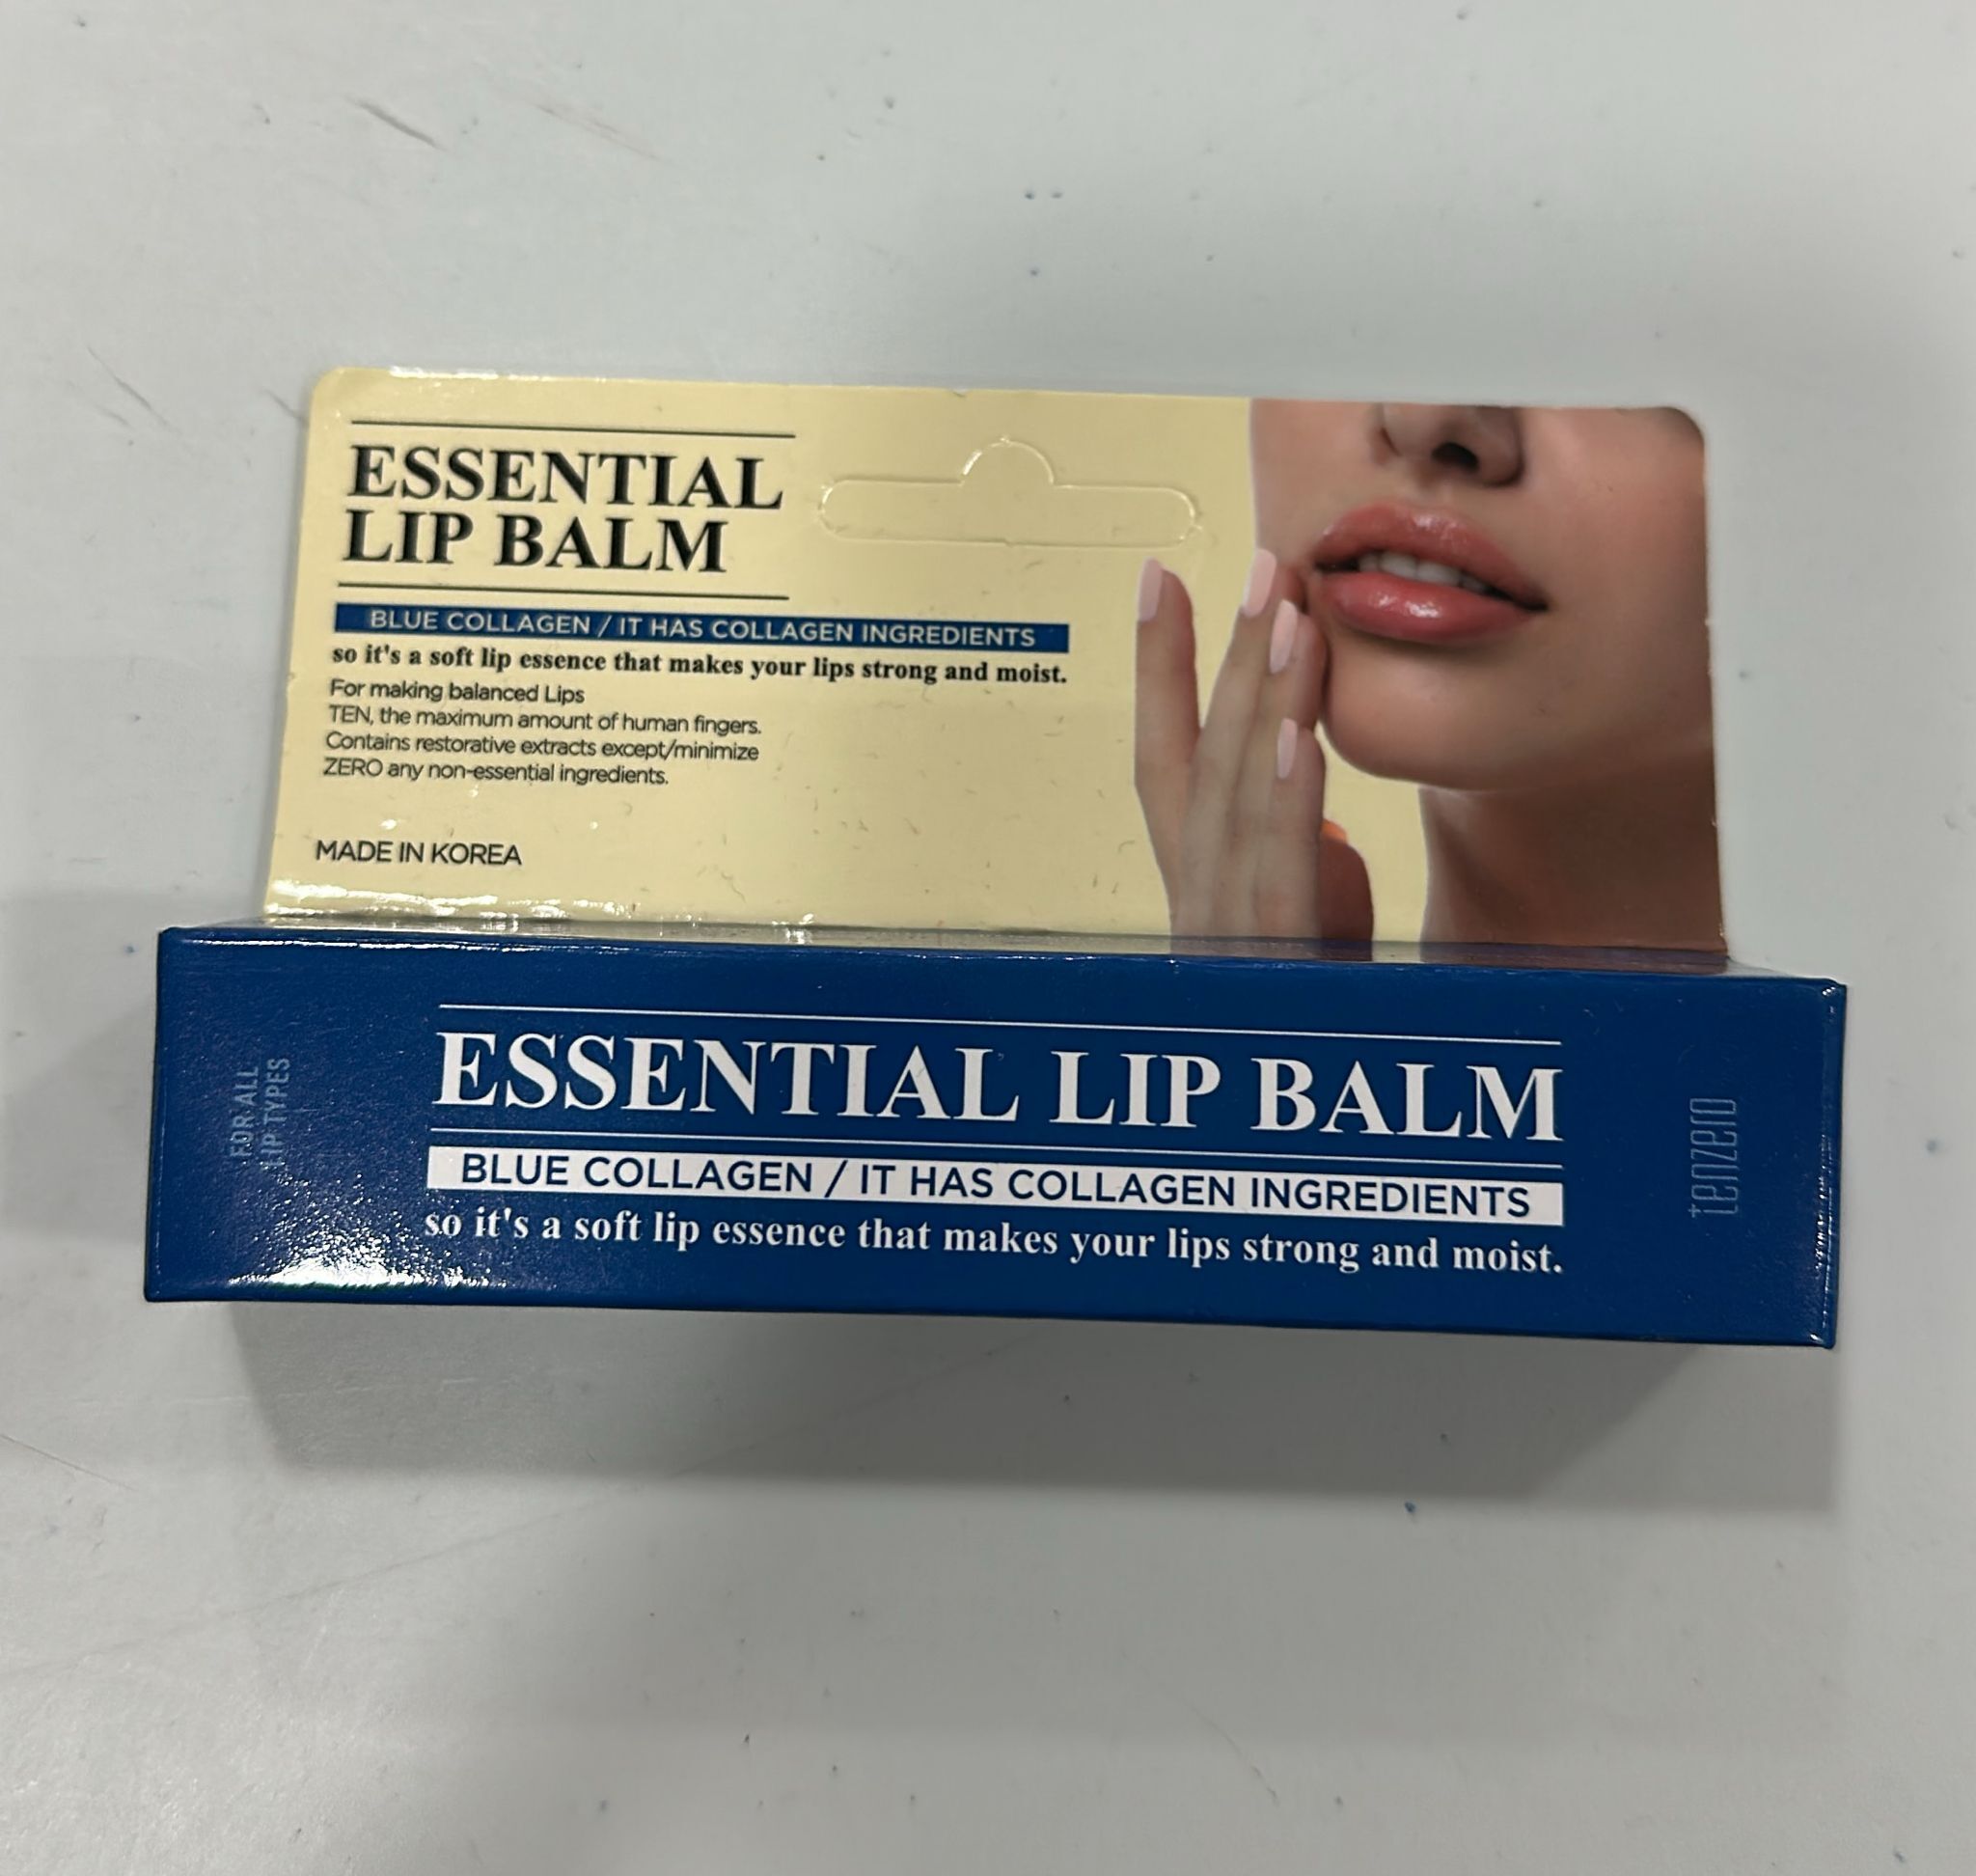 ESSENTIAL
LIP BALM
BLUE COLLAGEN / IT HAS COLLAGEN INGREDIENTS
so it's a soft lip essence that makes your lips strong and moist.
For making balanced Lips
TEN, the maximum amount of human fingers.
Contains restorative extracts except/minimize
ZERO any non-essential ingredients.
MADE IN KOREA
FOR ALL
LIP TYPES
ESSENTIAL LIP BALM
BLUE COLLAGEN / IT HAS COLLAGEN INGREDIENTS
so it's a soft lip essence that makes your lips strong and moist.
tenzero